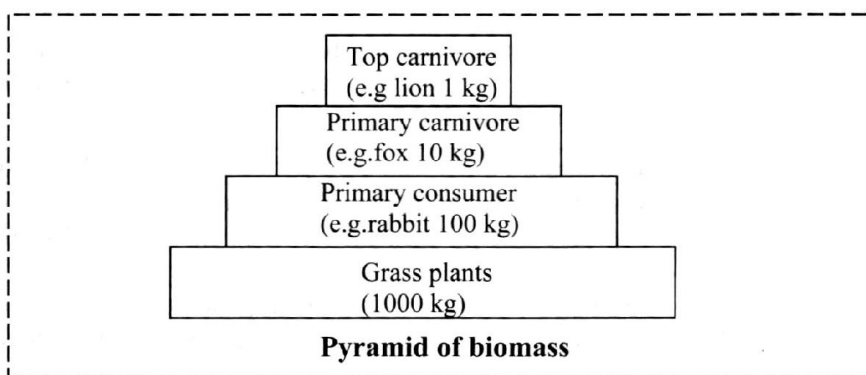 Top carnivore
(e.g lion 1 kg)
Primary carnivore
(e.g.fox 10 kg)
Primary consumer
(e.g.rabbit 100 kg)
Grass plants
(1000 kg)
Pyramid of biomass